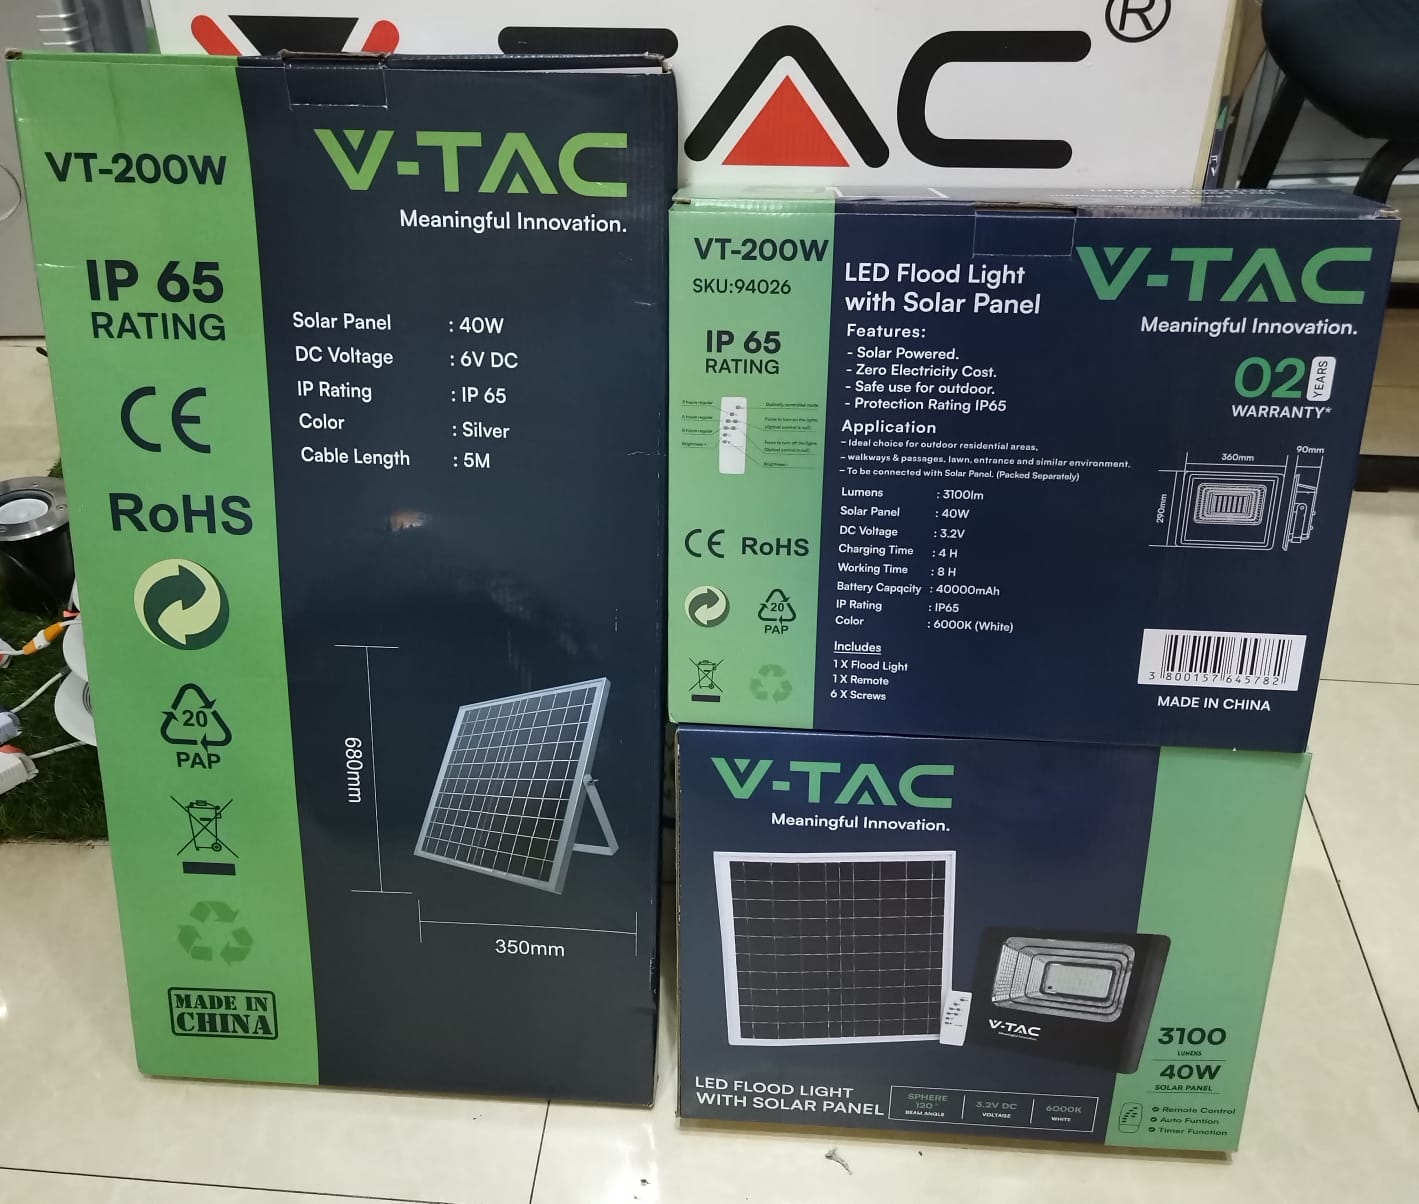 V-TAC®
VT-200W
IP 65
RATING
CE
RoHS
20
PAP
MADE IN
CHINA
V-TAC
Meaningful Innovation.
Solar Panel : 40W
DC Voltage : 6V DC
IP Rating : IP 65
Color : Silver
Cable Length : 5M
680mm
350mm
VT-200W
SKU:94026
IP 65
RATING
CE RoHS
20
PAP
LED Flood Light
with Solar Panel
Features:
- Solar Powered.
- Zero Electricity Cost.
- Safe use for outdoor.
- Protection Rating IP65
Application
- Ideal choice for outdoor residential areas,
- walkways & passages, lawn, entrance and similar environment.
- To be connected with Solar Panel. (Packed Separately)
Lumens : 3100lm
Solar Panel : 40W
DC Voltage : 3.2V
Charging Time : 4 H
Working Time : 8 H
Battery Capqcity : 40000mAh
IP Rating : IP65
Color : 6000K (White)
Includes
1 X Flood Light
1 X Remote
6 X Screws
V-TAC
Meaningful Innovation.
02 YEARS
WARRANTY*
360mm
90mm
290mm
3 800157 645782
MADE IN CHINA
V-TAC
Meaningful Innovation.
V-TAC
Meaningful Innovation.
LED FLOOD LIGHT
WITH SOLAR PANEL
SPHERE
120°
BEAM ANGLE
3.2V DC
VOLTAGE
6000K
WHITE
3100
LUMENS
40W
SOLAR PANEL
Remote Control
Auto Funtion
Timer Function